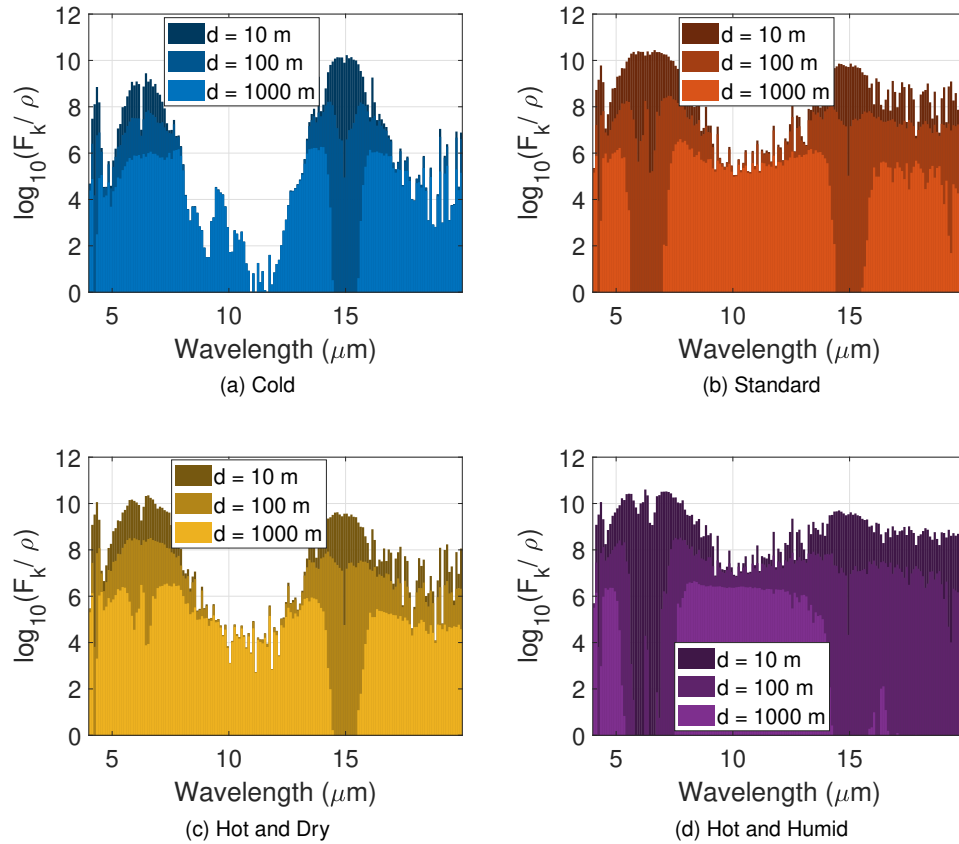 12
10
8
6
4
2
0
log10(Fk/ ρ)
d = 10 m
d = 100 m
d = 1000 m
5 10 15
Wavelength (μm)
(a) Cold
12
10
8
6
4
2
0
log10(Fk/ ρ)
d = 10 m
d = 100 m
d = 1000 m
5 10 15
Wavelength (μm)
(b) Standard
12
10
8
6
4
2
0
log10(Fk/ ρ)
d = 10 m
d = 100 m
d = 1000 m
5 10 15
Wavelength (μm)
(c) Hot and Dry
12
10
8
6
4
2
0
log10(Fk/ ρ)
d = 10 m
d = 100 m
d = 1000 m
5 10 15
Wavelength (μm)
(d) Hot and Humid